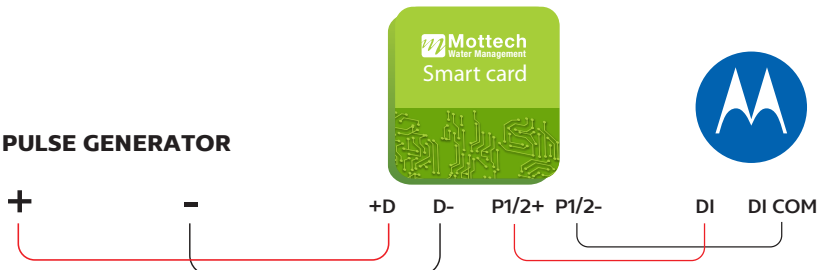 Mottech
Water Management
Smart card
PULSE GENERATOR
+ - +D D- P1/2+ P1/2- DI DI COM